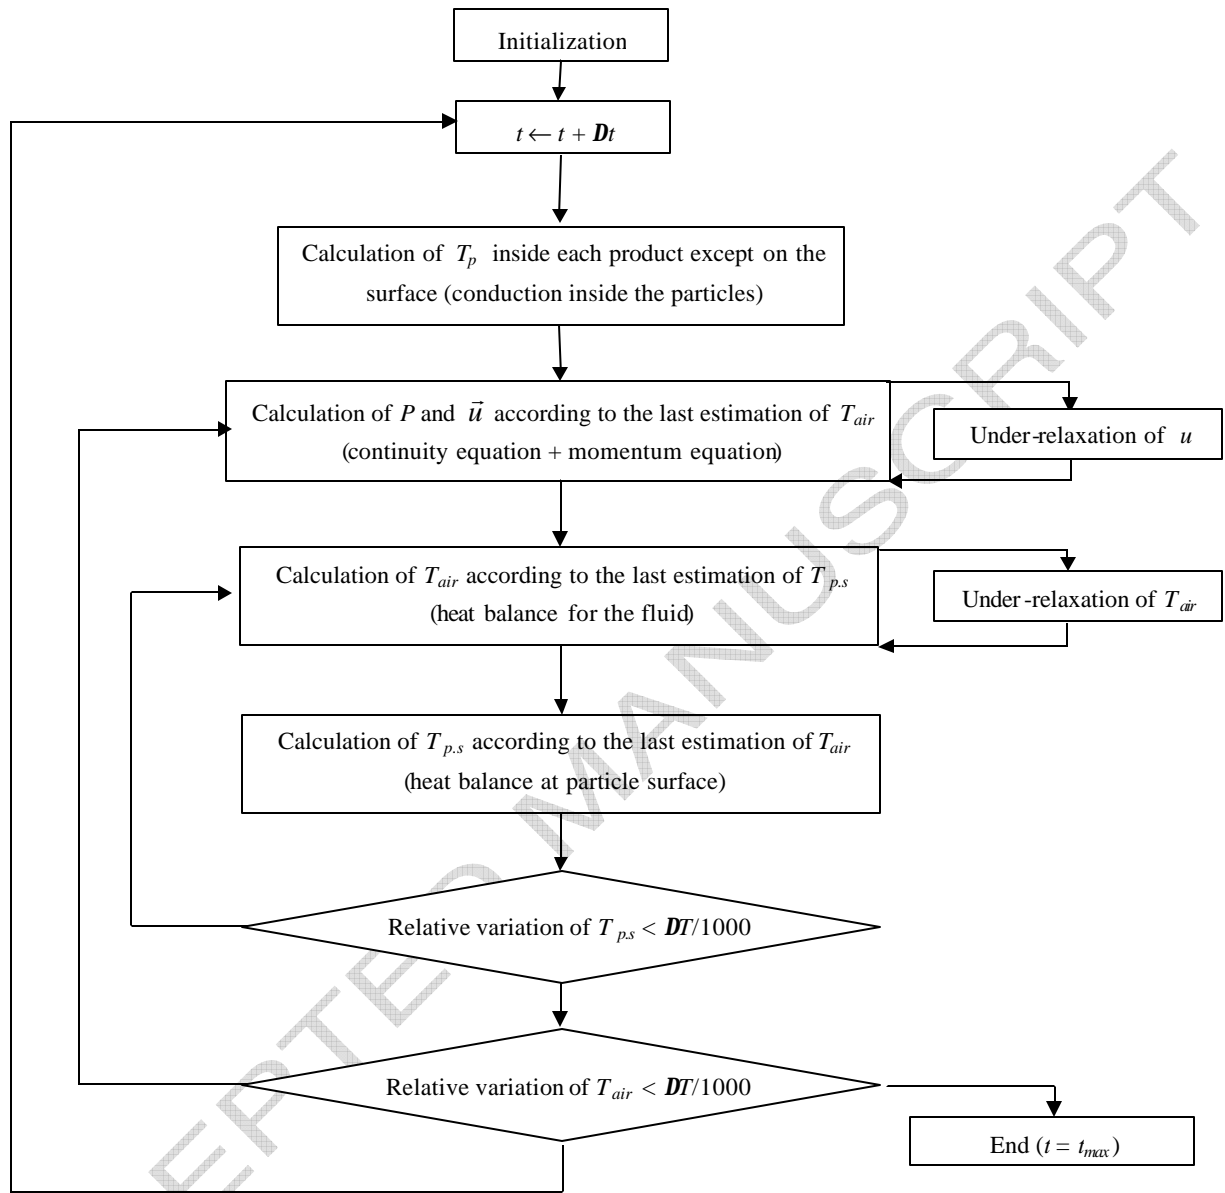 Initialization
t ← t + Dt
Calculation of T_p inside each product except on the
surface (conduction inside the particles)
Calculation of P and u⃗ according to the last estimation of T_air
(continuity equation + momentum equation)
Under-relaxation of u
Calculation of T_air according to the last estimation of T_p.s
(heat balance for the fluid)
Under-relaxation of T_air
Calculation of T_p.s according to the last estimation of T_air
(heat balance at particle surface)
Relative variation of T_p.s < DT/1000
Relative variation of T_air < DT/1000
End (t = t_max)
EPTED MANUSCRIPT